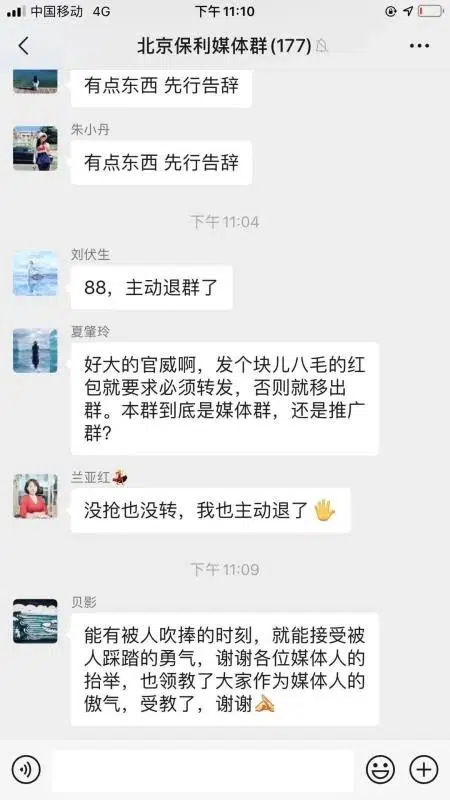 中国移动 4G 下午 11:10
北京保利媒体群(177)
有点东西 先行告辞
朱小丹
有点东西 先行告辞
下午 11:04
刘伏生
88，主动退群了
夏肇玲
好大的官威啊，发个块儿八毛的红
包就要求必须转发，否则就移出
群。本群到底是媒体群，还是推广
群？
兰亚红
没抢也没转，我也主动退了
下午 11:09
贝影
能有被人吹捧的时刻，就能接受被
人踩踏的勇气，谢谢各位媒体人的
抬举，也领教了大家作为媒体人的
傲气，受教了，谢谢